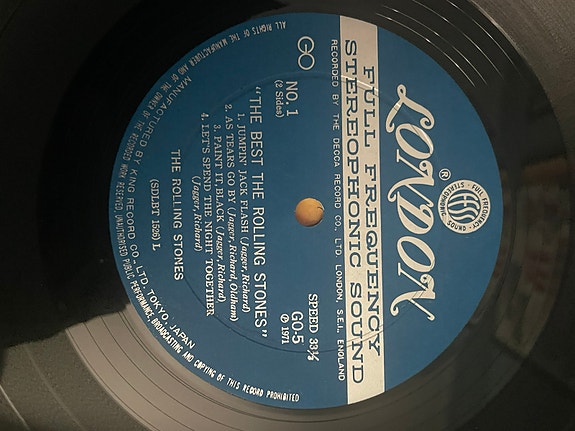 LONDON
®
FULL FREQUENCY
STEREOPHONIC SOUND
FFSS
FULL FREQUENCY
STEREOPHONIC SOUND
RECORDED BY THE DECCA RECORD CO., LTD. LONDON, S.E.I., ENGLAND
GO
NO. 1
(2 Sides)
SPEED 33⅓
GO-5
Ⓟ 1971
"THE BEST THE ROLLING STONES"
1. JUMPIN' JACK FLASH (Jagger, Richard)
2. AS TEARS GO BY (Jagger, Richard, Oldham)
3. PAINT IT, BLACK (Jagger, Richard)
4. LET'S SPEND THE NIGHT TOGETHER
(Jagger, Richard)
THE ROLLING STONES
(SDLBT 1526) L
MANUFACTURED BY KING RECORD CO., LTD. TOKYO, JAPAN
ALL RIGHTS OF THE MANUFACTURER AND OF THE OWNER OF THE RECORDED WORK RESERVED. UNAUTHORISED PUBLIC PERFORMANCE, BROADCASTING AND COPYING OF THIS RECORD PROHIBITED